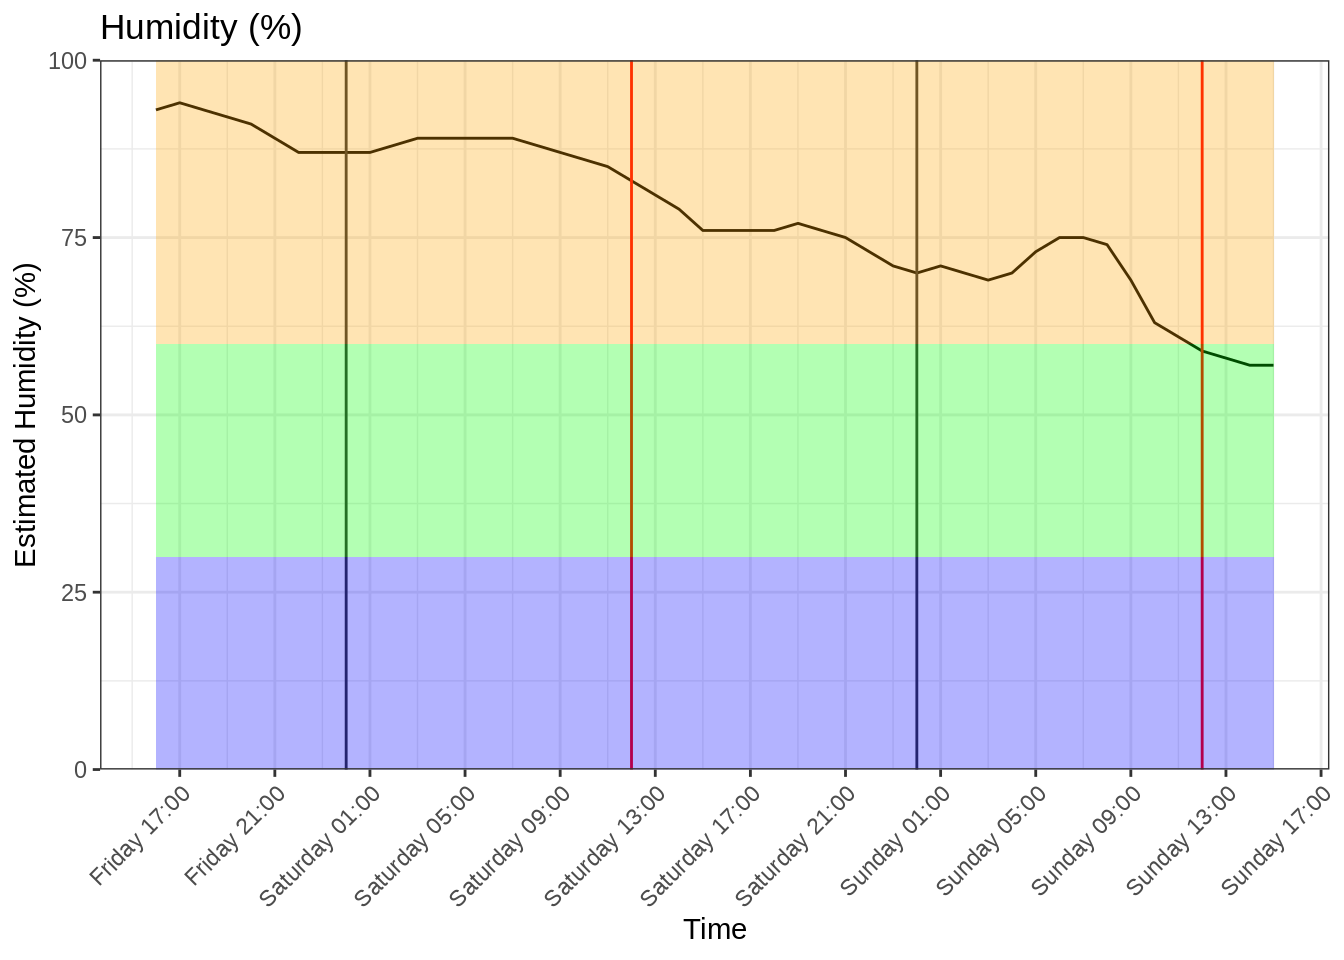 Humidity (%)
100
75
50
25
0
Estimated Humidity (%)
Friday 17:00
Friday 21:00
Saturday 01:00
Saturday 05:00
Saturday 09:00
Saturday 13:00
Saturday 17:00
Saturday 21:00
Sunday 01:00
Sunday 05:00
Sunday 09:00
Sunday 13:00
Sunday 17:00
Time